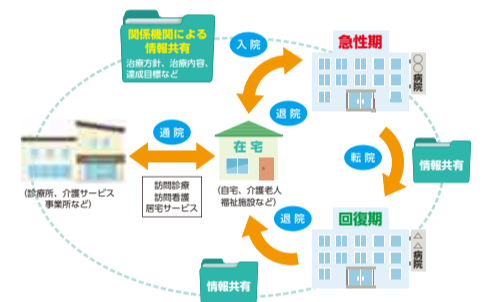 関係機関による
情報共有
治療方針、治療内容、
達成目標など
入院
急性期
○○病院
退院
通院
在宅
転院
情報共有
訪問診療
訪問看護
居宅サービス
(診療所、介護サービス
事業所など)
(自宅、介護老人
福祉施設など)
退院
回復期
△△病院
情報共有